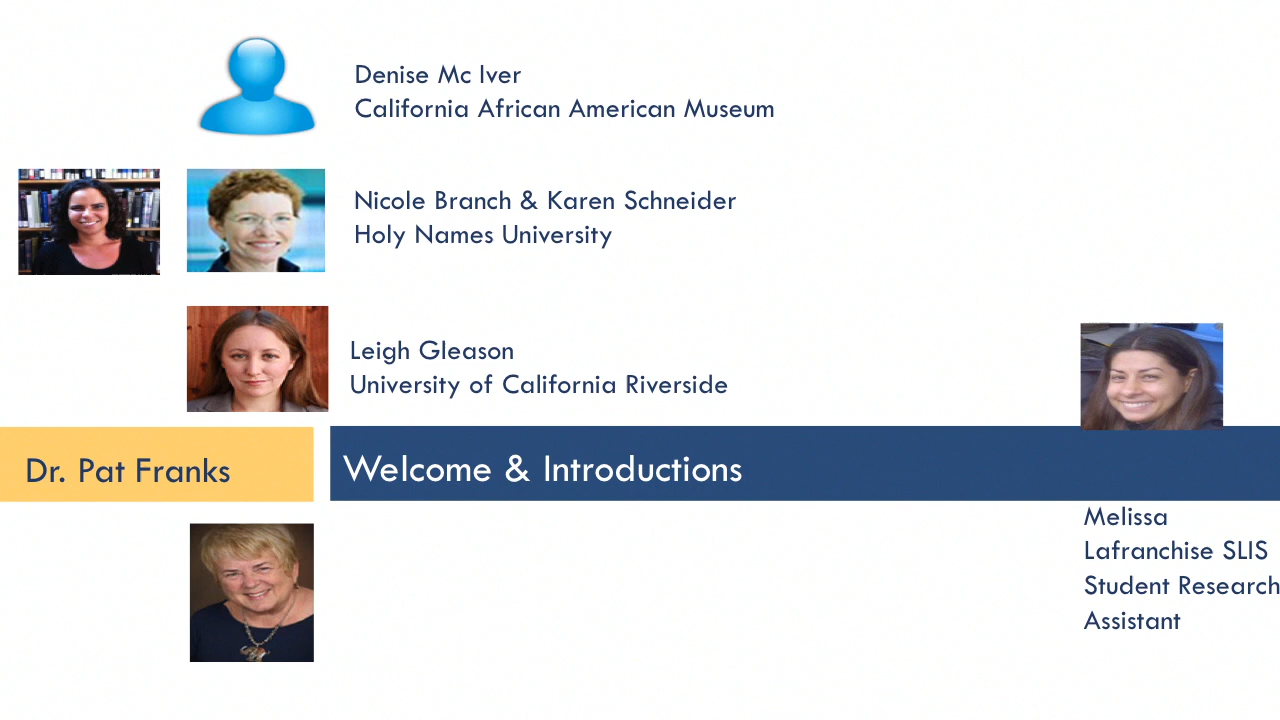 Denise Mc Iver
California African American Museum
Nicole Branch & Karen Schneider
Holy Names University
Leigh Gleason
University of California Riverside
Dr. Pat Franks
Welcome & Introductions
Melissa
Lafranchise SLIS
Student Research
Assistant